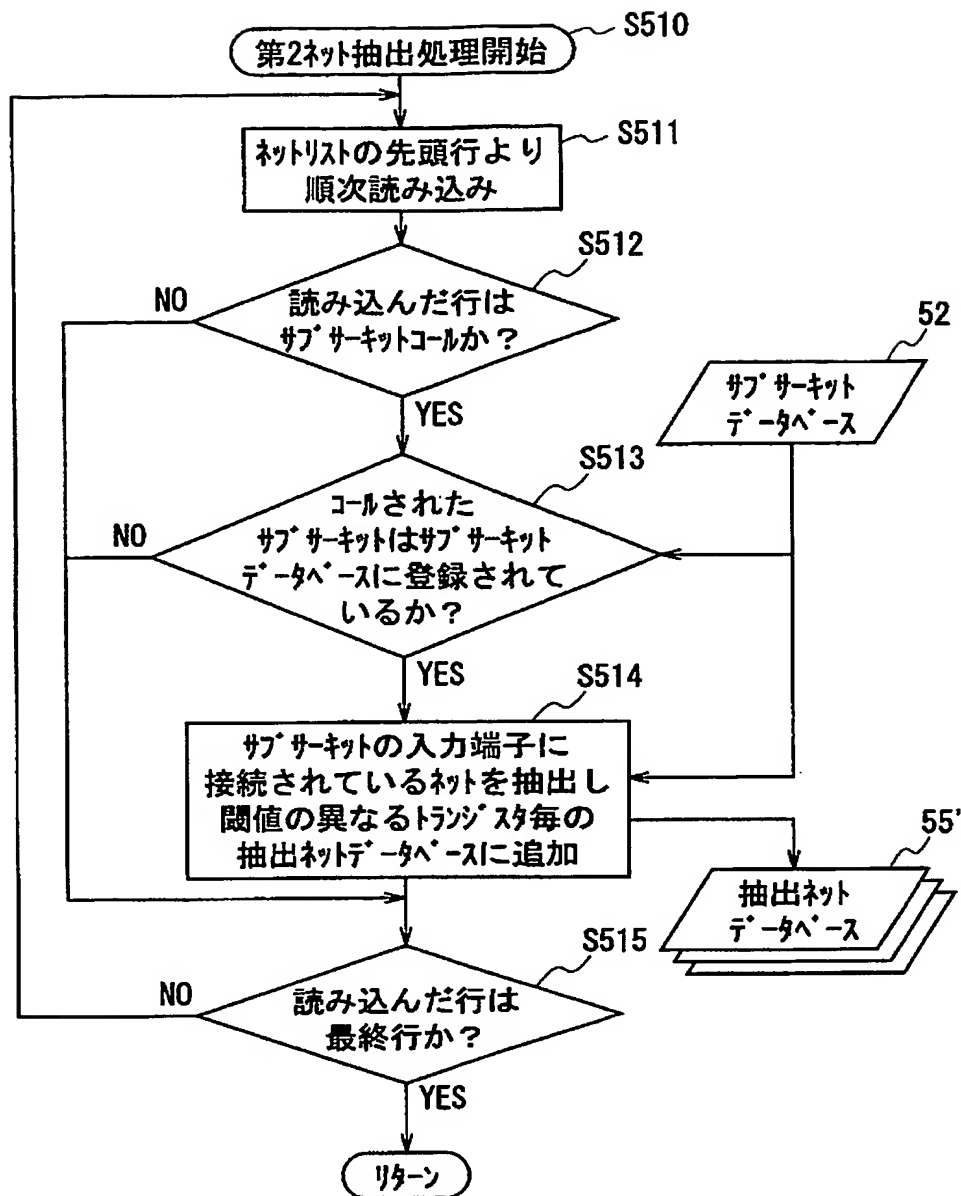 S510
第2ネット抽出処理開始
S511
ネットリストの先頭行より
順次読み込み
S512
NO
読み込んだ行は
サブサーキットコールか？
YES
52
サブサーキット
データベース
S513
NO
コールされた
サブサーキットはサブサーキット
データベースに登録されて
いるか？
YES
S514
サブサーキットの入力端子に
接続されているネットを抽出し
閾値の異なるトランジスタ毎の
抽出ネットデータベースに追加
55'
抽出ネット
データベース
S515
NO
読み込んだ行は
最終行か？
YES
リターン